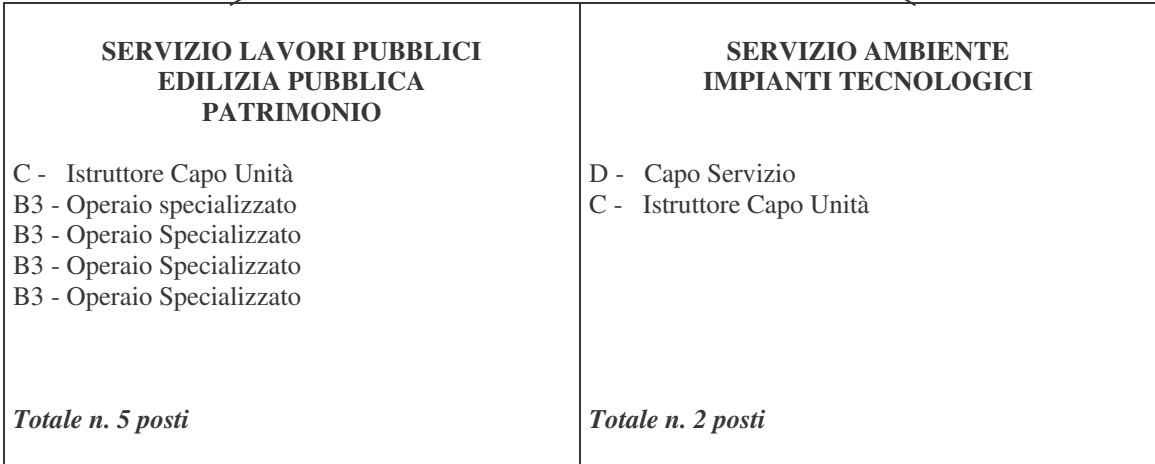 SERVIZIO LAVORI PUBBLICI
EDILIZIA PUBBLICA
PATRIMONIO
C - Istruttore Capo Unità
B3 - Operaio specializzato
B3 - Operaio Specializzato
B3 - Operaio Specializzato
B3 - Operaio Specializzato
Totale n. 5 posti
SERVIZIO AMBIENTE
IMPIANTI TECNOLOGICI
D - Capo Servizio
C - Istruttore Capo Unità
Totale n. 2 posti